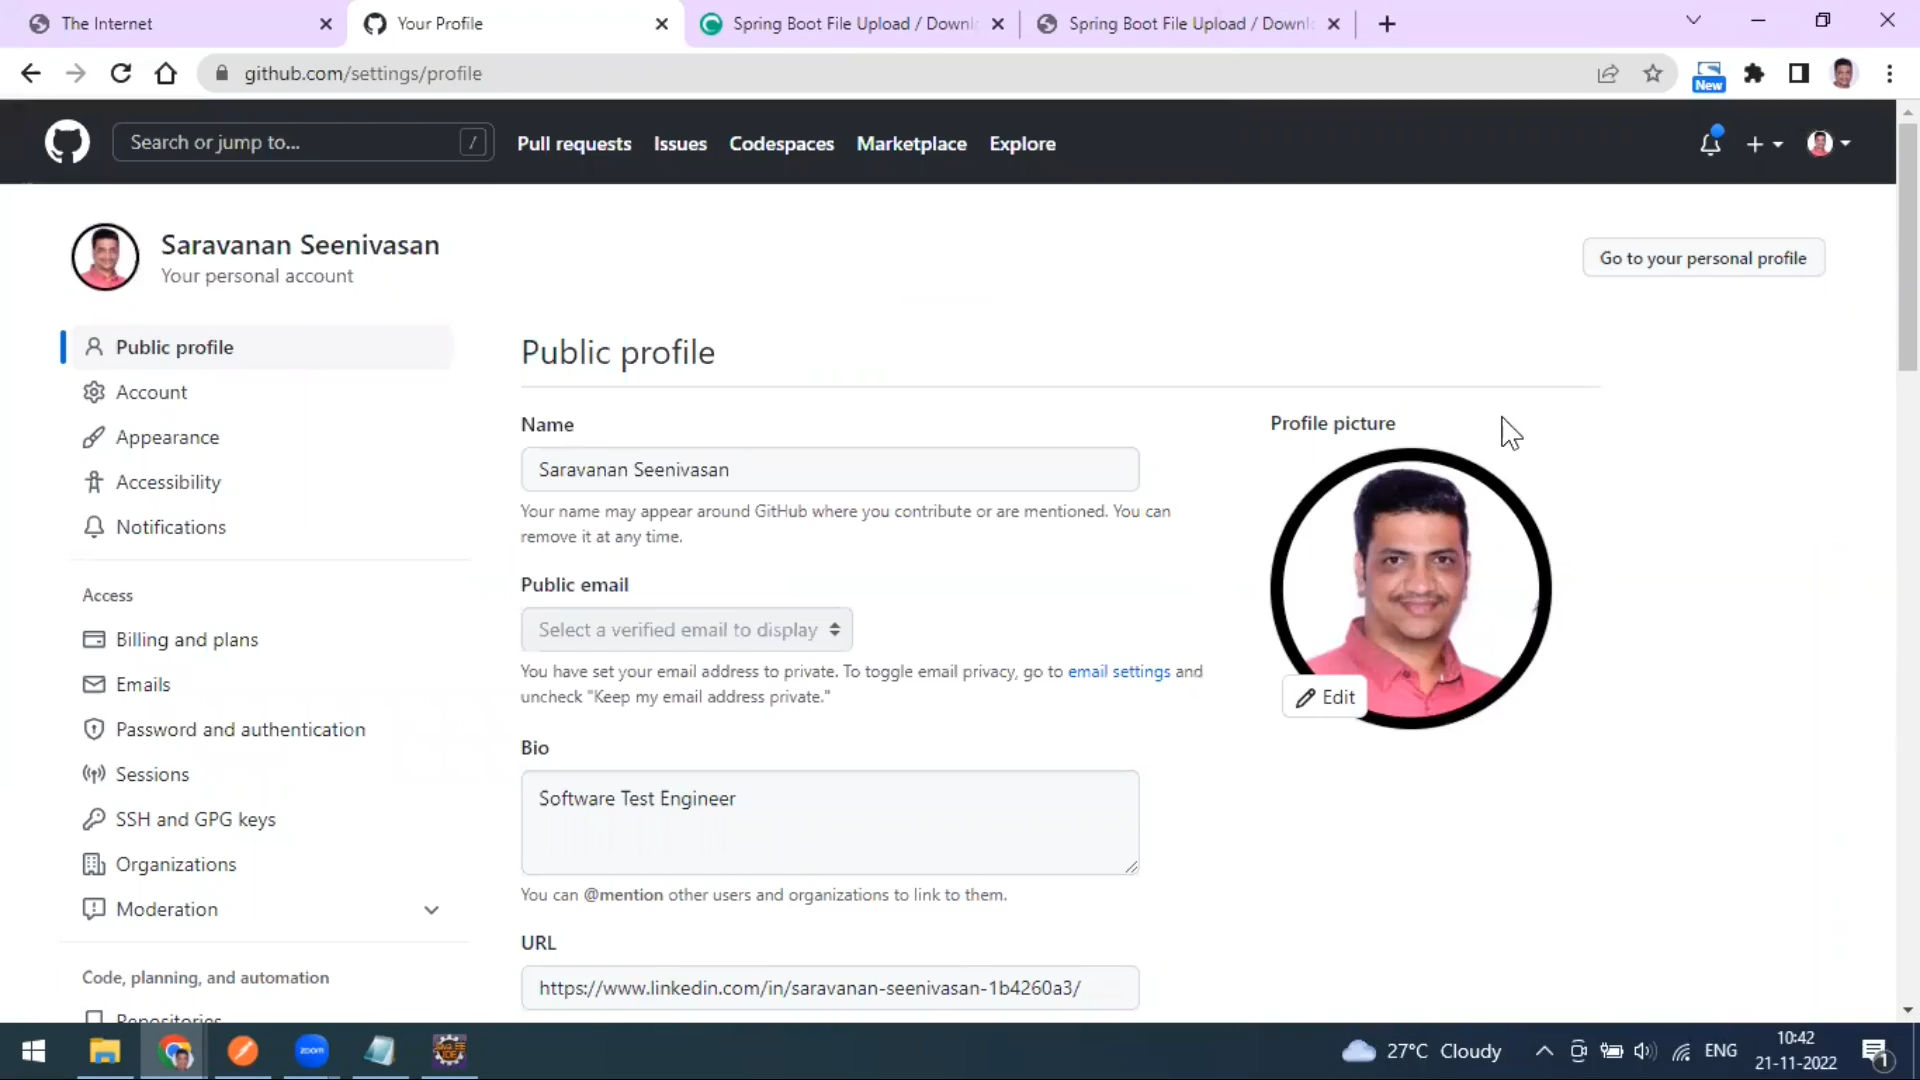 The Internet
Your Profile
Spring Boot File Upload / Downl
Spring Boot File Upload / Downl
github.com/settings/profile
New
Search or jump to...
/
Pull requests
Issues
Codespaces
Marketplace
Explore
Saravanan Seenivasan
Your personal account
Go to your personal profile
Public profile
Account
Appearance
Accessibility
Notifications
Access
Billing and plans
Emails
Password and authentication
Sessions
SSH and GPG keys
Organizations
Moderation
Code, planning, and automation
Repositories
Public profile
Name
Saravanan Seenivasan
Your name may appear around GitHub where you contribute or are mentioned. You can
remove it at any time.
Public email
Select a verified email to display
You have set your email address to private. To toggle email privacy, go to email settings and
uncheck "Keep my email address private."
Bio
Software Test Engineer
You can @mention other users and organizations to link to them.
URL
https://www.linkedin.com/in/saravanan-seenivasan-1b4260a3/
Profile picture
Edit
zoom
IDE
27°C Cloudy
ENG
10:42
21-11-2022
1